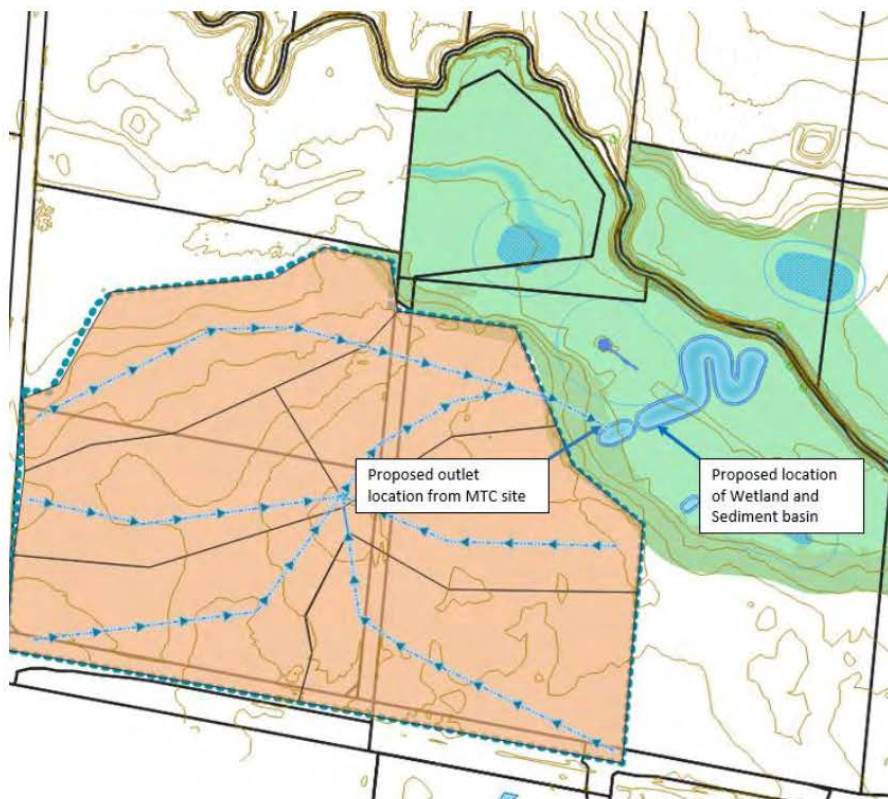 Proposed outlet
location from MTC site
Proposed location
of Wetland and
Sediment basin